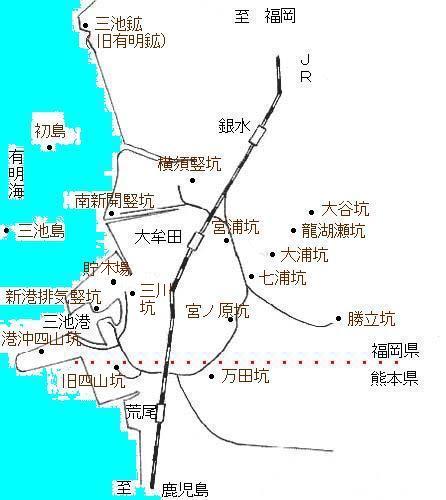 至 福岡
三池鉱
(旧有明鉱)
JR
銀水
初島
有明海
横須竪坑
南新開竪坑
大谷坑
三池島
大牟田
宮浦坑
龍湖瀬坑
大浦坑
貯木場
七浦坑
三川坑
新港排気竪坑
宮ノ原坑
三池港
勝立坑
港沖四山坑
福岡県
旧四山坑
万田坑
熊本県
荒尾
至 鹿児島